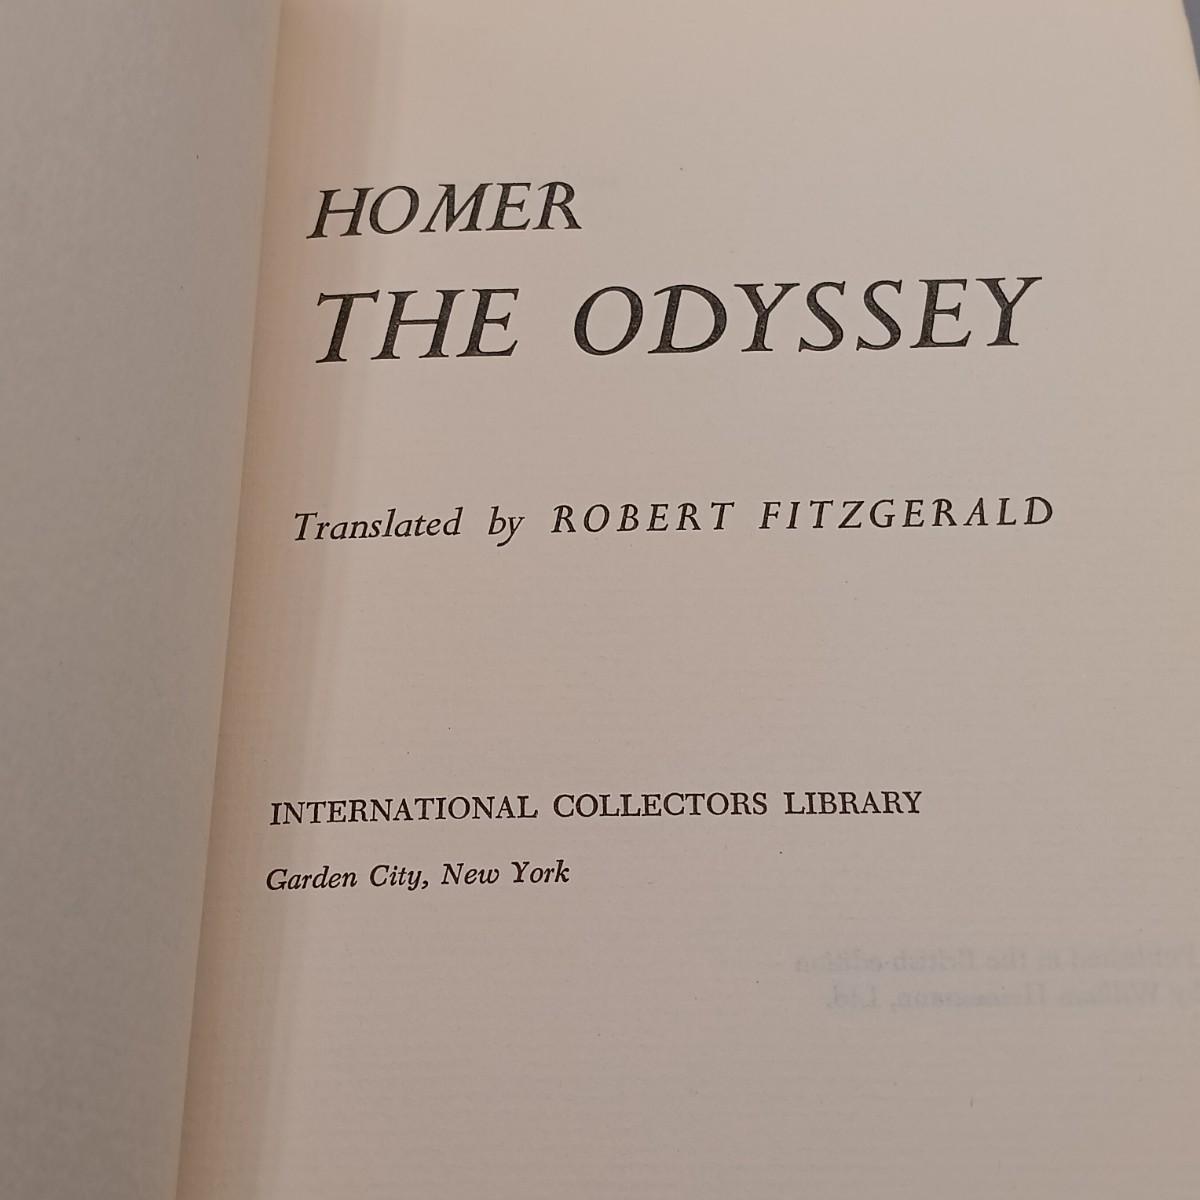 HOMER
THE ODYSSEY
Translated by ROBERT FITZGERALD
INTERNATIONAL COLLECTORS LIBRARY
Garden City, New York